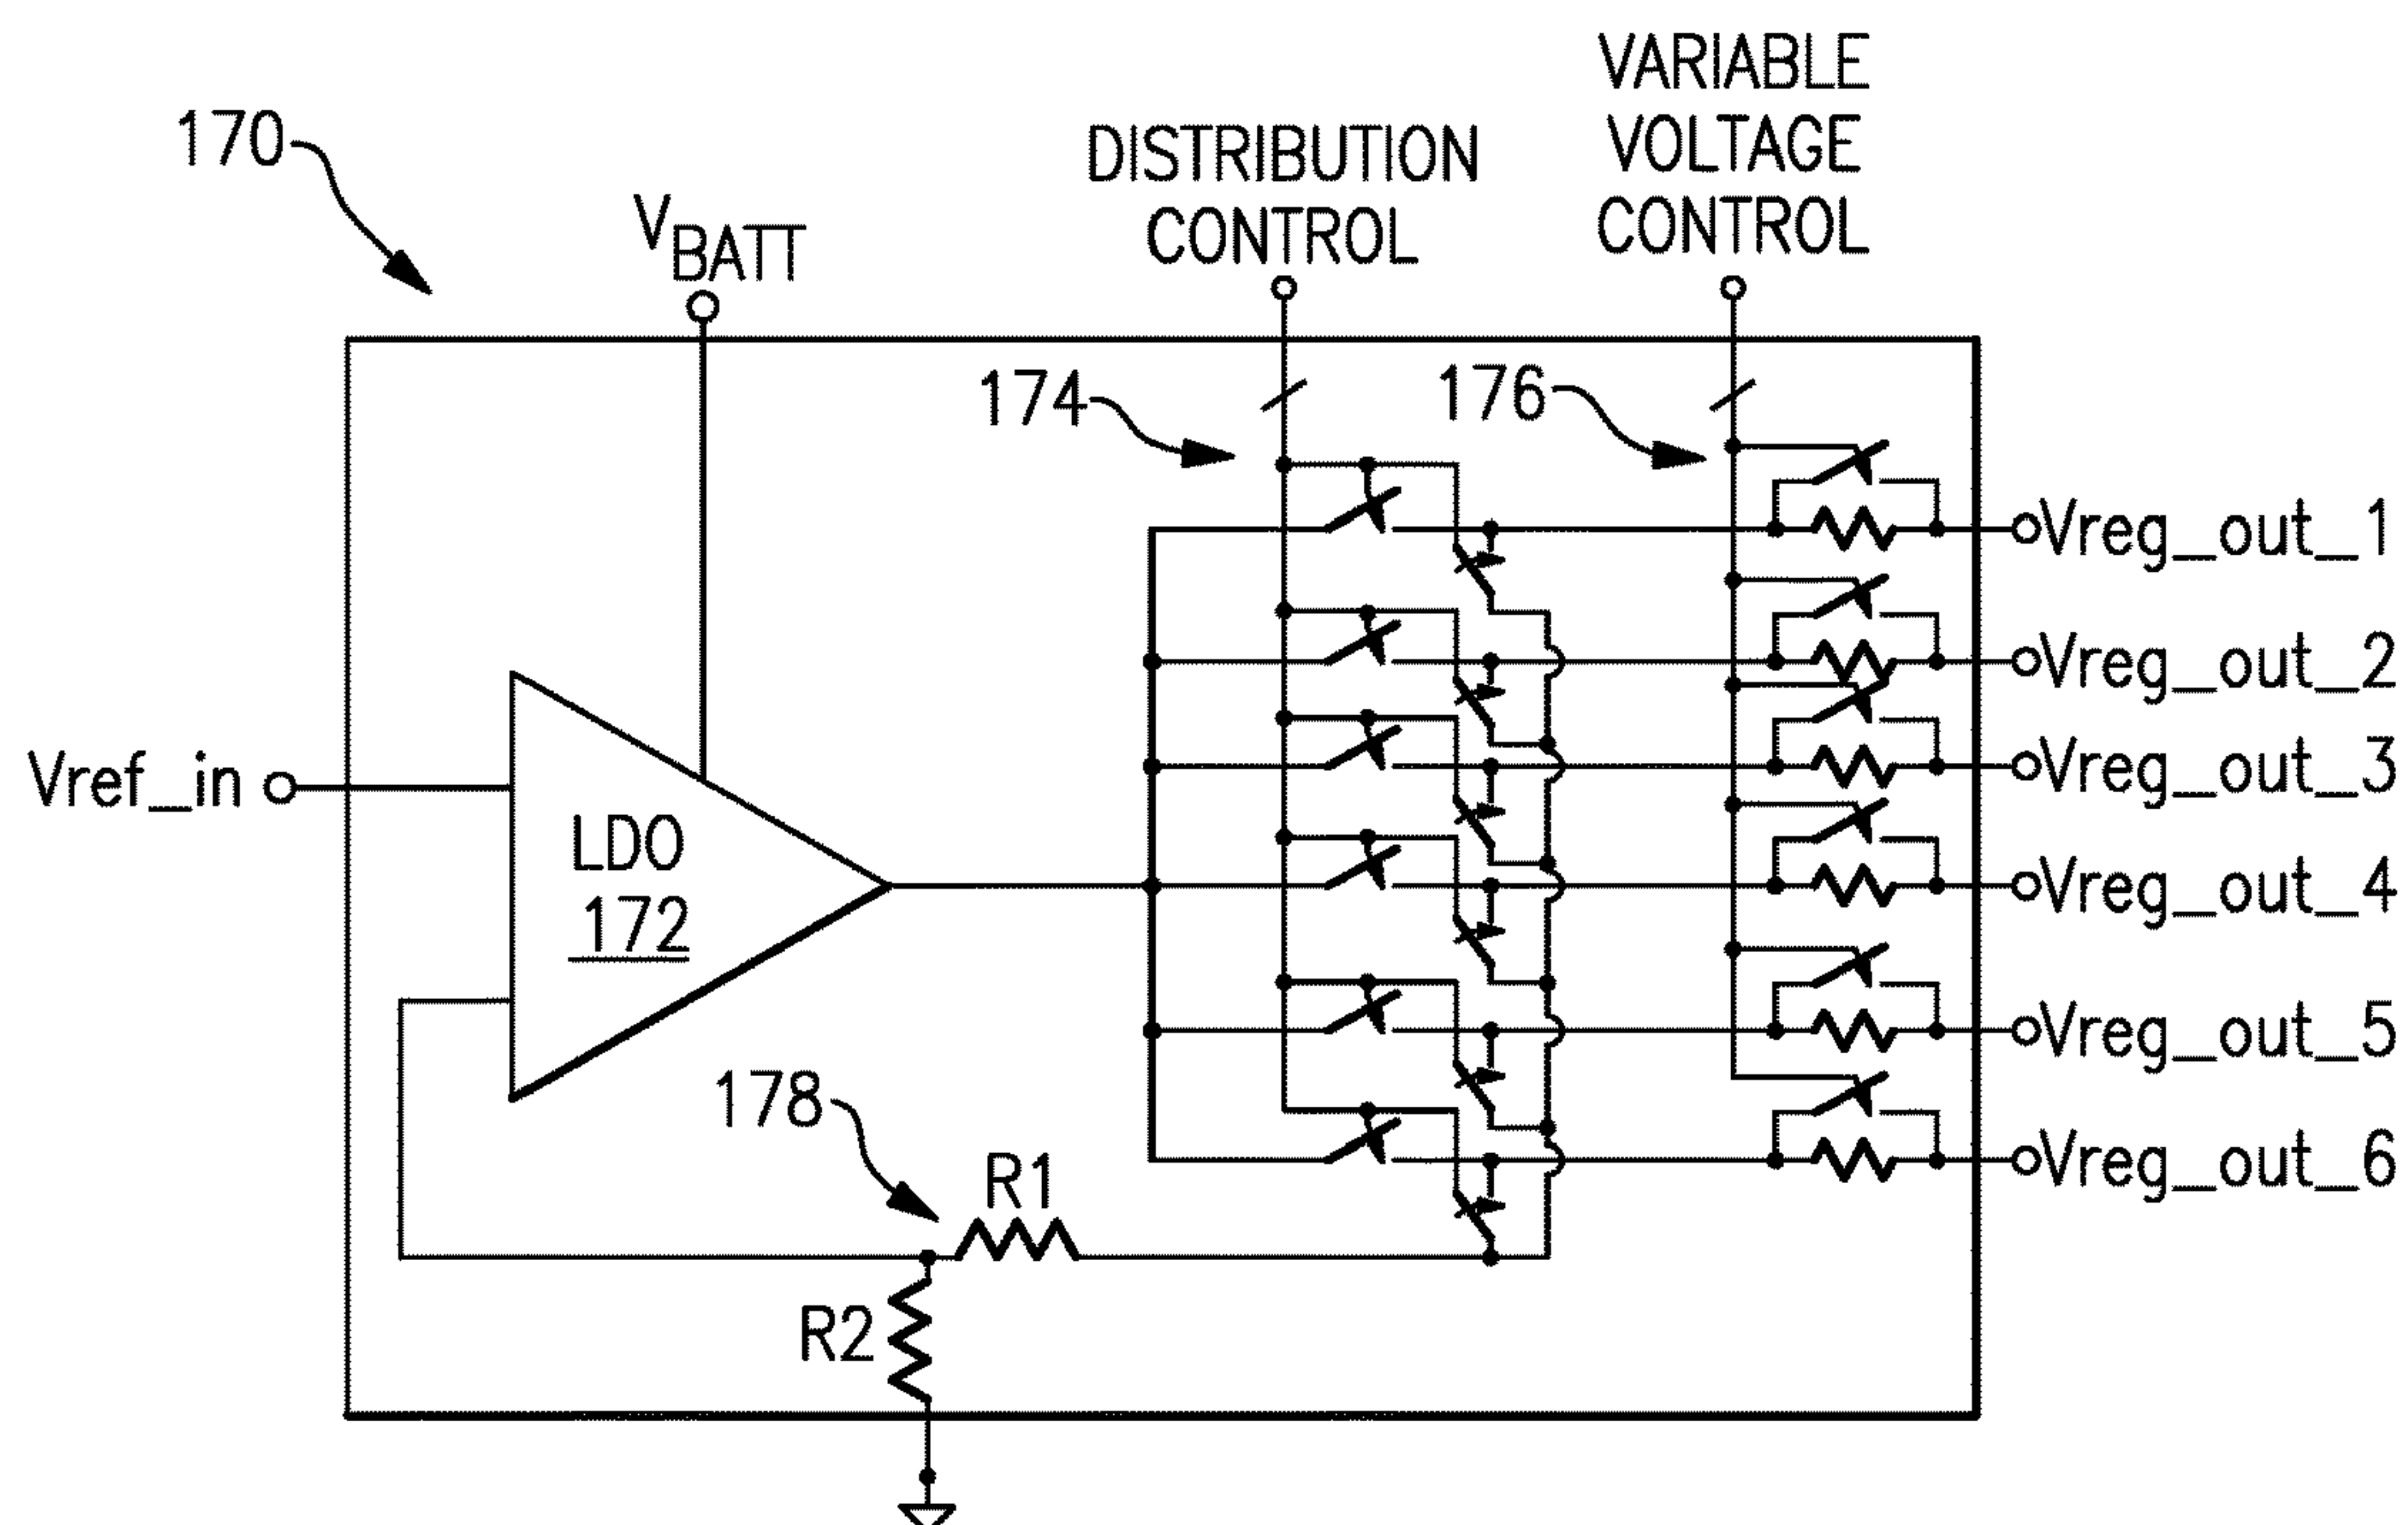 170
V BATT
DISTRIBUTION
CONTROL
VARIABLE
VOLTAGE
CONTROL
174
176
Vreg_out_1
Vreg_out_2
Vreg_out_3
Vreg_out_4
Vreg_out_5
Vreg_out_6
Vref_in
LDO
172
178
R1
R2